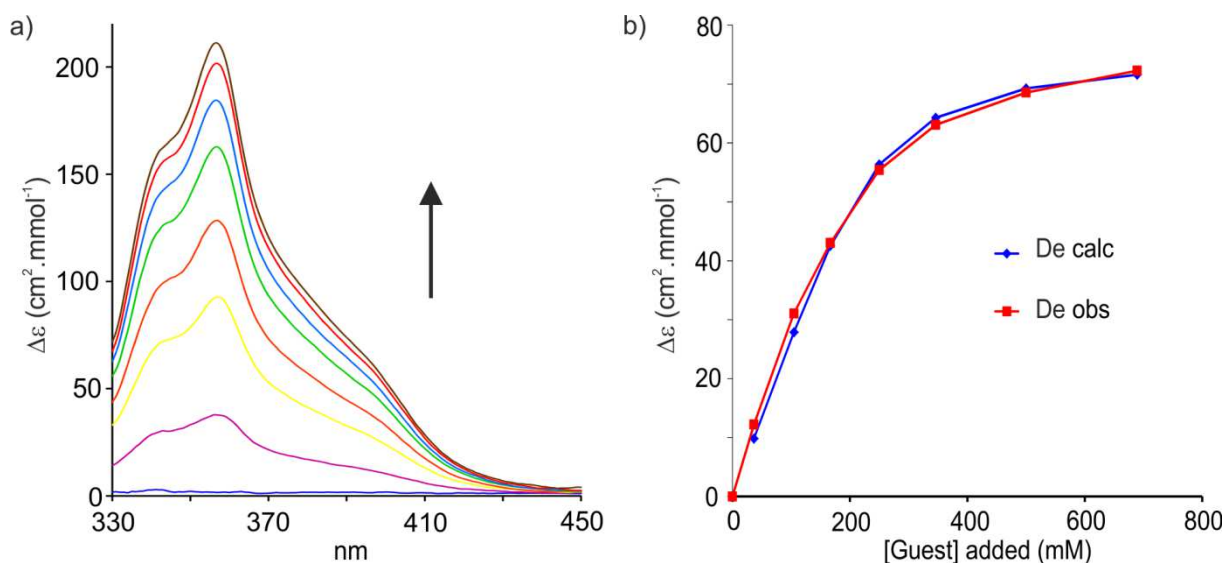 a)
200
150
100
50
0
Δε (cm².mmol⁻¹)
330
370
410
450
nm
b)
80
60
40
20
0
Δε (cm².mmol⁻¹)
De calc
De obs
0
200
400
600
800
[Guest] added (mM)